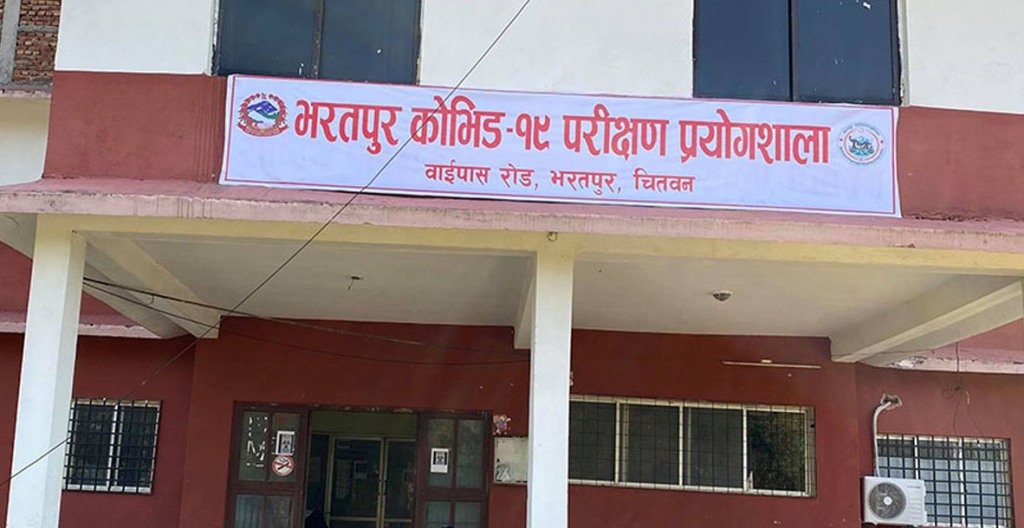 भरतपुर कोभिड-१९ परीक्षण प्रयोगशाला
वाईपास रोड, भरतपुर, चितवन